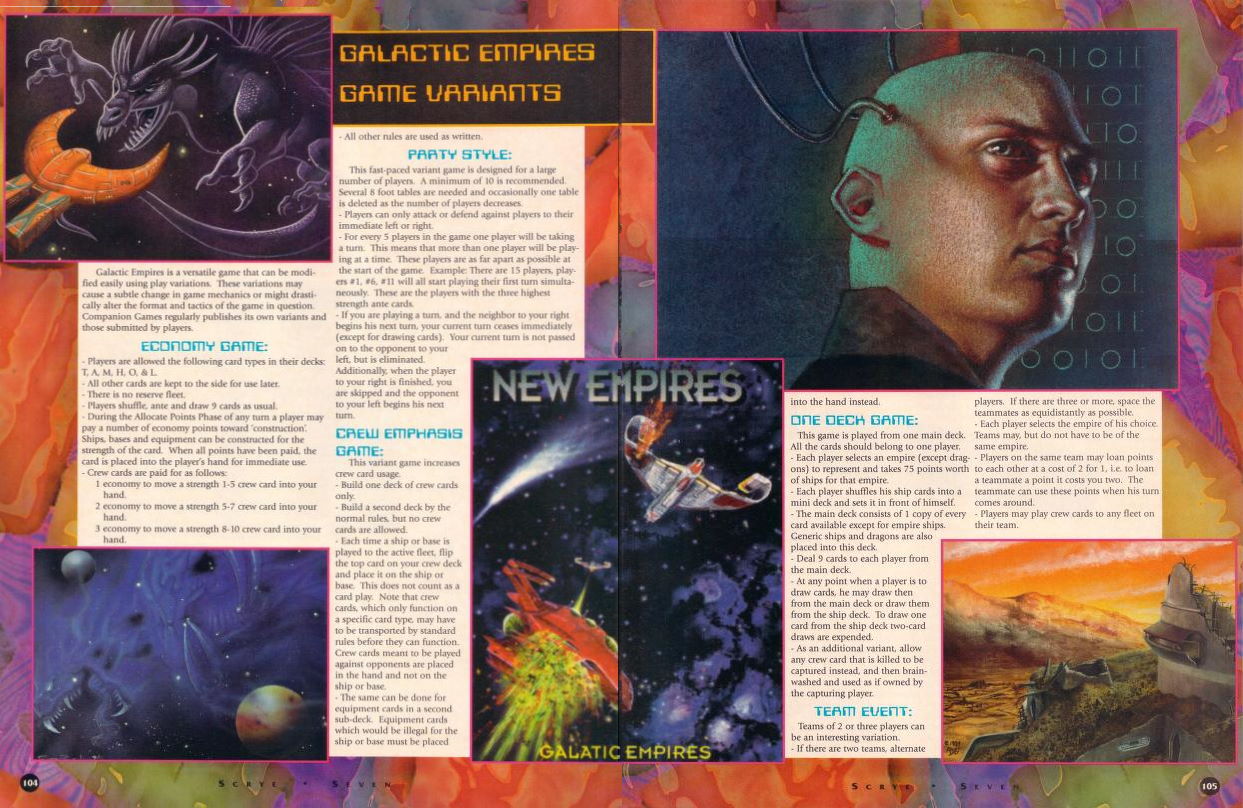 GALACTIC EMPIRES
GAME VARIANTS
Galactic Empires is a versatile game that can be modi-
fied easily using play variations. These variations may
cause a subtle change in game mechanics or might drasti-
cally alter the format and tactics of the game in question.
Companion Games regularly publishes its own variants and
those submitted by players.
ECONOMY GAME:
- Players are allowed the following card types in their decks:
T, A, M, H, O, & L.
- All other cards are kept to the side for use later.
- There is no reserve fleet.
- Players shuffle, ante and draw 9 cards as usual.
- During the Allocate Points Phase of any turn a player may
pay a number of economy points toward 'construction'.
Ships, bases and equipment can be constructed for the
strength of the card. When all points have been paid, the
card is placed into the player's hand for immediate use.
- Crew cards are paid for as follows:
1 economy to move a strength 1-5 crew card into your
hand.
2 economy to move a strength 5-7 crew card into your
hand.
3 economy to move a strength 8-10 crew card into your
hand.
- All other rules are used as written.
PARTY STYLE:
This fast-paced variant game is designed for a large
number of players. A minimum of 10 is recommended.
Several 8 foot tables are needed and occasionally one table
is deleted as the number of players decreases.
- Players can only attack or defend against players to their
immediate left or right.
- For every 5 players in the game one player will be taking
a turn. This means that more than one player will be play-
ing at a time. These players are as far apart as possible at
the start of the game. Example: There are 15 players, play-
ers #1, #6, #11 will all start playing their first turn simulta-
neously. These are the players with the three highest
strength ante cards.
- If you are playing a turn, and the neighbor to your right
begins his next turn, your current turn ceases immediately
(except for drawing cards). Your current turn is not passed
on to the opponent to your
left, but is eliminated.
Additionally, when the player
to your right is finished, you
are skipped and the opponent
to your left begins his next
turn.
CREW EMPHASIS
GAME:
This variant game increases
crew card usage.
- Build one deck of crew cards
only.
- Build a second deck by the
normal rules, but no crew
cards are allowed.
- Each time a ship or base is
played to the active fleet, flip
the top card on your crew deck
and place it on the ship or
base. This does not count as a
card play. Note that crew
cards, which only function on
a specific card type, may have
to be transported by standard
rules before they can function.
Crew cards meant to be played
against opponents are placed
in the hand and not on the
ship or base.
- The same can be done for
equipment cards in a second
sub-deck. Equipment cards
which would be illegal for the
ship or base must be placed
NEW EMPIRES
GALATIC EMPIRES
into the hand instead.
ONE DECK GAME:
This game is played from one main deck.
All the cards should belong to one player.
- Each player selects an empire (except drag-
ons) to represent and takes 75 points worth
of ships for that empire.
- Each player shuffles his ship cards into a
mini deck and sets it in front of himself.
- The main deck consists of 1 copy of every
card available except for empire ships.
Generic ships and dragons are also
placed into this deck.
- Deal 9 cards to each player from
the main deck.
- At any point when a player is to
draw cards, he may draw then
from the main deck or draw them
from the ship deck. To draw one
card from the ship deck two-card
draws are expended.
- As an additional variant, allow
any crew card that is killed to be
captured instead, and then brain-
washed and used as if owned by
the capturing player.
TEAM EVENT:
Teams of 2 or three players can
be an interesting variation.
- If there are two teams, alternate
players. If there are three or more, space the
teammates as equidistantly as possible.
- Each player selects the empire of his choice.
Teams may, but do not have to be of the
same empire.
- Players on the same team may loan points
to each other at a cost of 2 for 1, i.e. to loan
a teammate a point it costs you two. The
teammate can use these points when his turn
comes around.
- Players may play crew cards to any fleet on
their team.
104
SCRYE • SEVEN
SCRYE • SEVEN
105